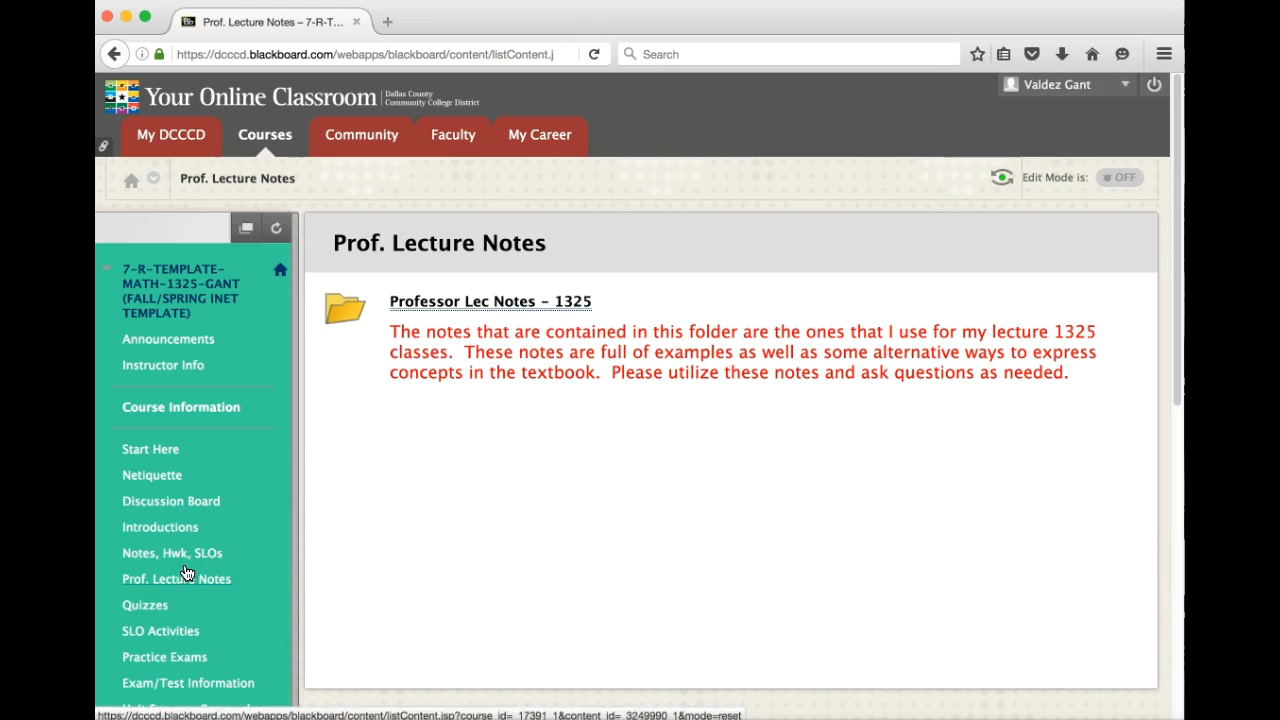 Prof. Lecture Notes – 7-R-T...
https://dcccd.blackboard.com/webapps/blackboard/content/listContent.j
Search
Your Online Classroom
Dallas County
Community College District
Valdez Gant
My DCCCD
Courses
Community
Faculty
My Career
Prof. Lecture Notes
Edit Mode is:
OFF
7-R-TEMPLATE-
MATH-1325-GANT
(FALL/SPRING INET
TEMPLATE)
Announcements
Instructor Info
Course Information
Start Here
Netiquette
Discussion Board
Introductions
Notes, Hwk, SLOs
Prof. Lecture Notes
Quizzes
SLO Activities
Practice Exams
Exam/Test Information
Prof. Lecture Notes
Professor Lec Notes - 1325
The notes that are contained in this folder are the ones that I use for my lecture 1325
classes. These notes are full of examples as well as some alternative ways to express
concepts in the textbook. Please utilize these notes and ask questions as needed.
https://dcccd.blackboard.com/webapps/blackboard/content/listContent.jsp?course_id=_17391_1&content_id=_3249990_1&mode=reset